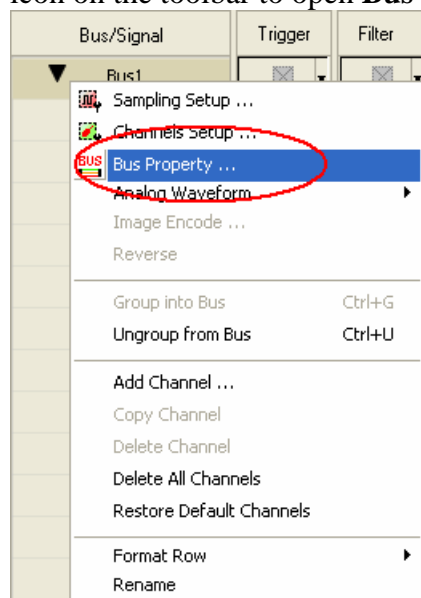 icon on the toolbar to open Bus
Bus/Signal Trigger Filter
Bus1
Sampling Setup ...
Channels Setup ...
BUS Bus Property ...
Analog Waveform
Image Encode ...
Reverse
Group into Bus Ctrl+G
Ungroup from Bus Ctrl+U
Add Channel ...
Copy Channel
Delete Channel
Delete All Channels
Restore Default Channels
Format Row
Rename